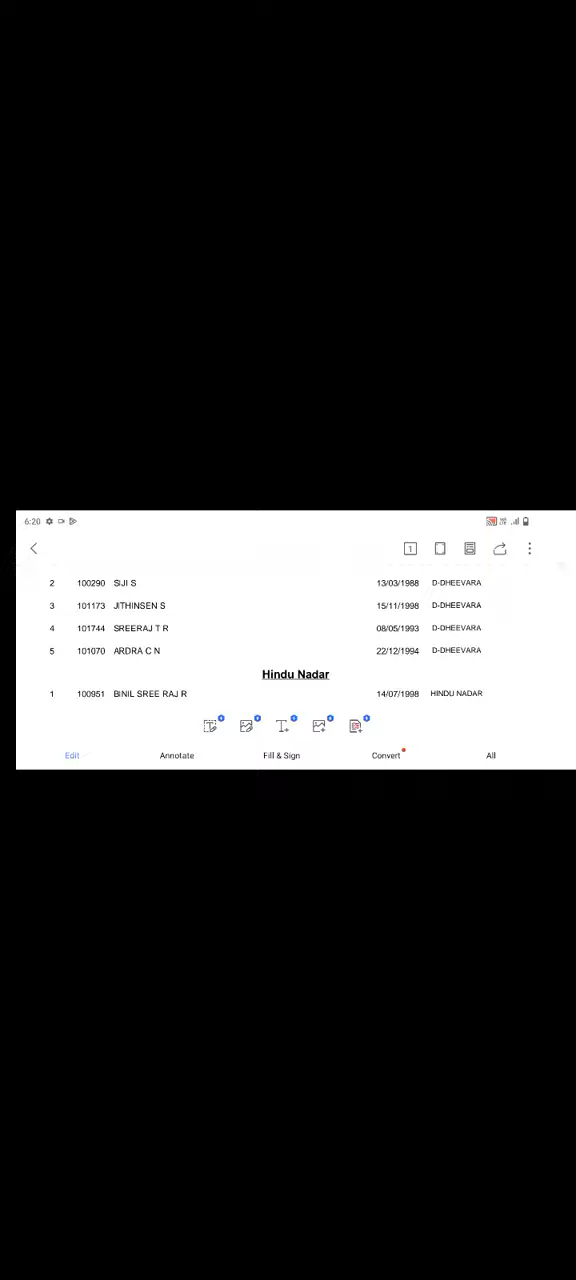 6:20
1
2 100290 SIJI S 13/03/1988 D-DHEEVARA
3 101173 JITHINSEN S 15/11/1998 D-DHEEVARA
4 101744 SREERAJ T R 08/05/1993 D-DHEEVARA
5 101070 ARDRA C N 22/12/1994 D-DHEEVARA
Hindu Nadar
1 100951 BINIL SREE RAJ R 14/07/1998 HINDU NADAR
Edit Annotate Fill & Sign Convert All